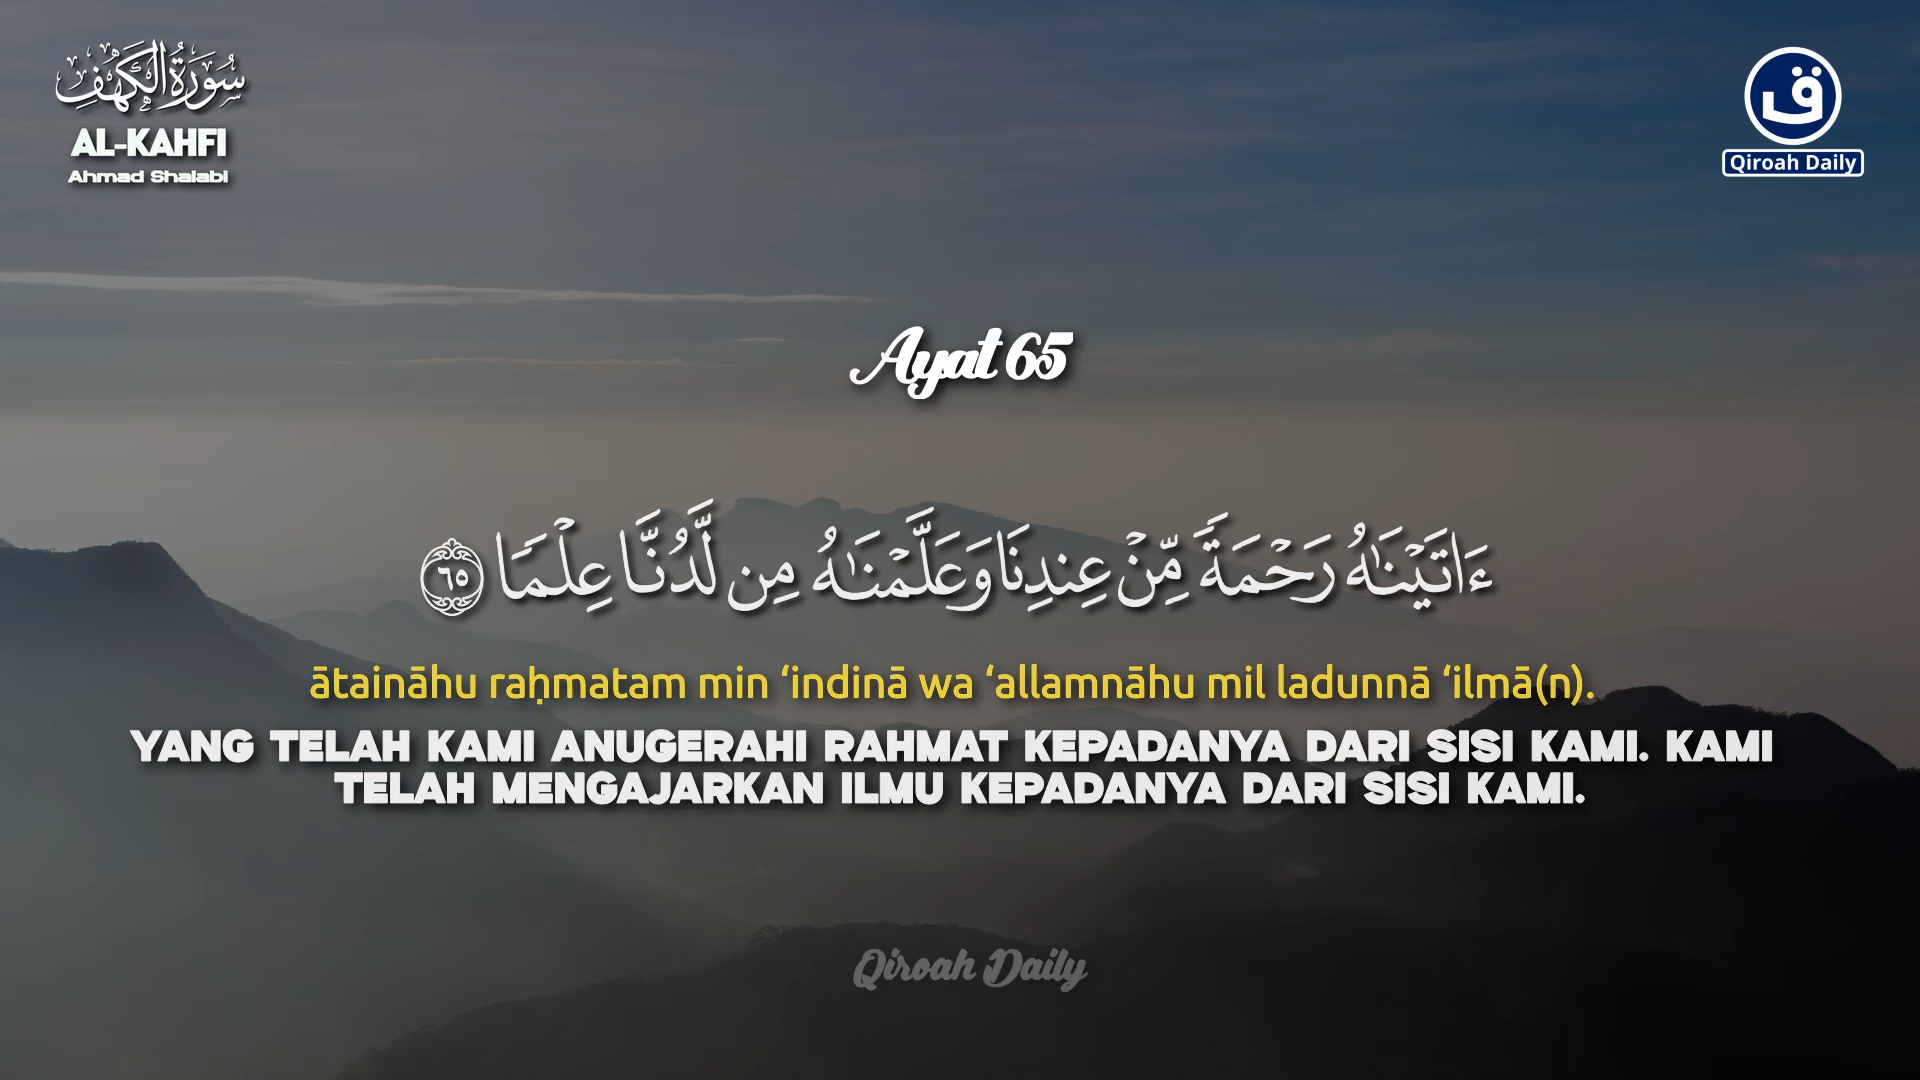 سُورَةُ الْكَهْفِ
AL-KAHFI
Ahmad Shalabi
ق
Qiroah Daily
Ayat 65
ءَاتَيْنَٰهُ رَحْمَةً مِّنْ عِندِنَا وَعَلَّمْنَٰهُ مِن لَّدُنَّا عِلْمًا ٦٥
ātaināhu raḥmatam min ‘indinā wa ‘allamnāhu mil ladunnā ‘ilmā(n).
YANG TELAH KAMI ANUGERAHI RAHMAT KEPADANYA DARI SISI KAMI. KAMI
TELAH MENGAJARKAN ILMU KEPADANYA DARI SISI KAMI.
Qiroah Daily